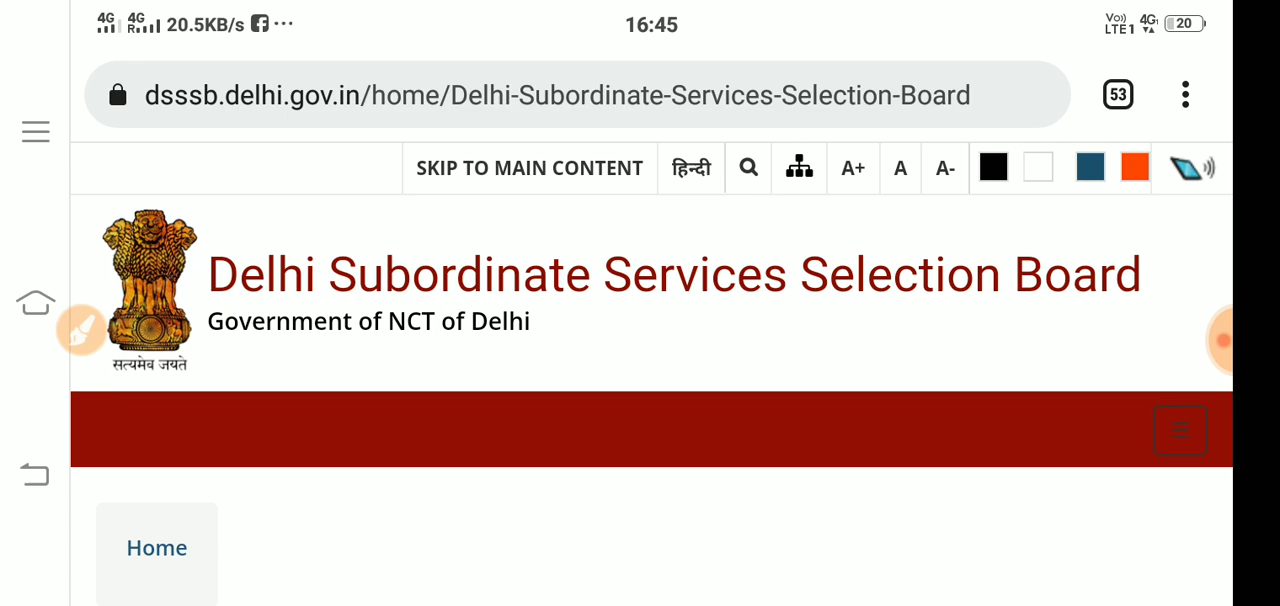 4G 4G R 20.5KB/s ... 16:45 Vo)) LTE1 4G 20
dsssb.delhi.gov.in/home/Delhi-Subordinate-Services-Selection-Board 53
SKIP TO MAIN CONTENT हिन्दी A+ A A-
Delhi Subordinate Services Selection Board
Government of NCT of Delhi
सत्यमेव जयते
Home